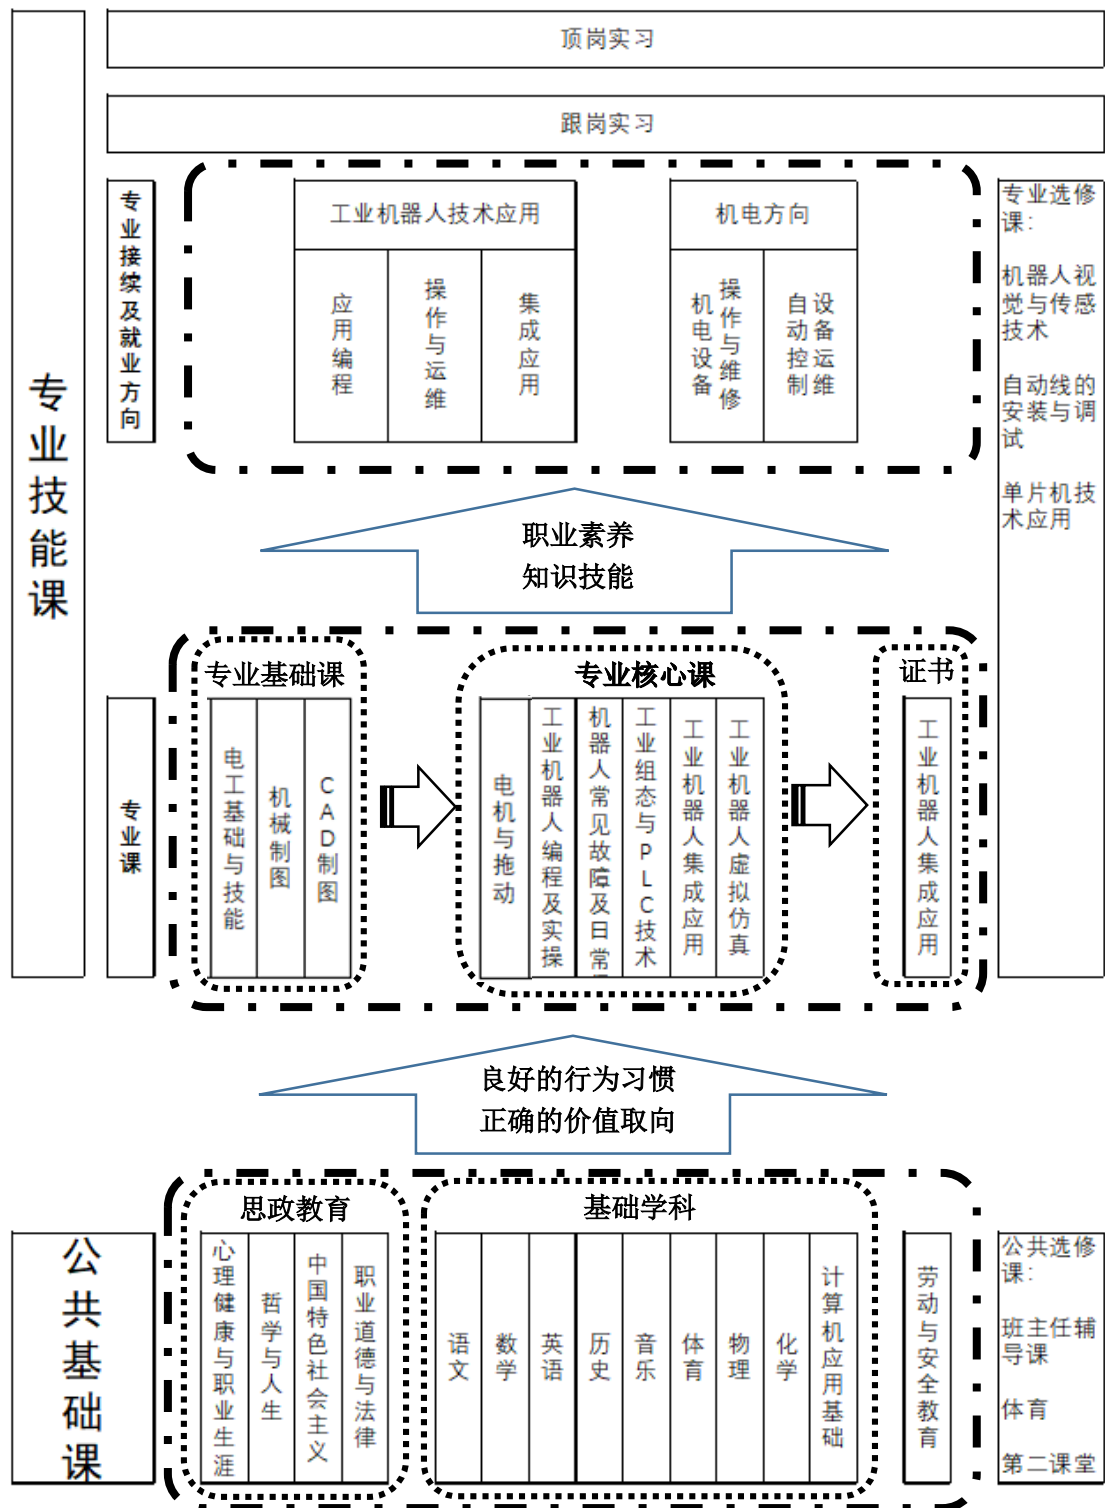 顶岗实习
跟岗实习
专业技能课
专业接续及就业方向
工业机器人技术应用
应用编程
操作与运维
集成应用
机电方向
机电设备
操作与维修
自动控制
设备运维
专业选修
课：
机器人视
觉与传感
技术
自动线的
安装与调
试
单片机技
术应用
职业素养
知识技能
专业课
专业基础课
电工基础与技能
机械制图
CAD制图
专业核心课
电机与拖动
工业机器人编程及实操
机器人常见故障及日常
工业组态与PLC技术
工业机器人集成应用
工业机器人虚拟仿真
证书
工业机器人集成应用
良好的行为习惯
正确的价值取向
公共基础课
思政教育
心理健康与职业生涯
哲学与人生
中国特色社会主义
职业道德与法律
基础学科
语文
数学
英语
历史
音乐
体育
物理
化学
计算机应用基础
劳动与安全教育
公共选修
课：
班主任辅
导课
体育
第二课堂